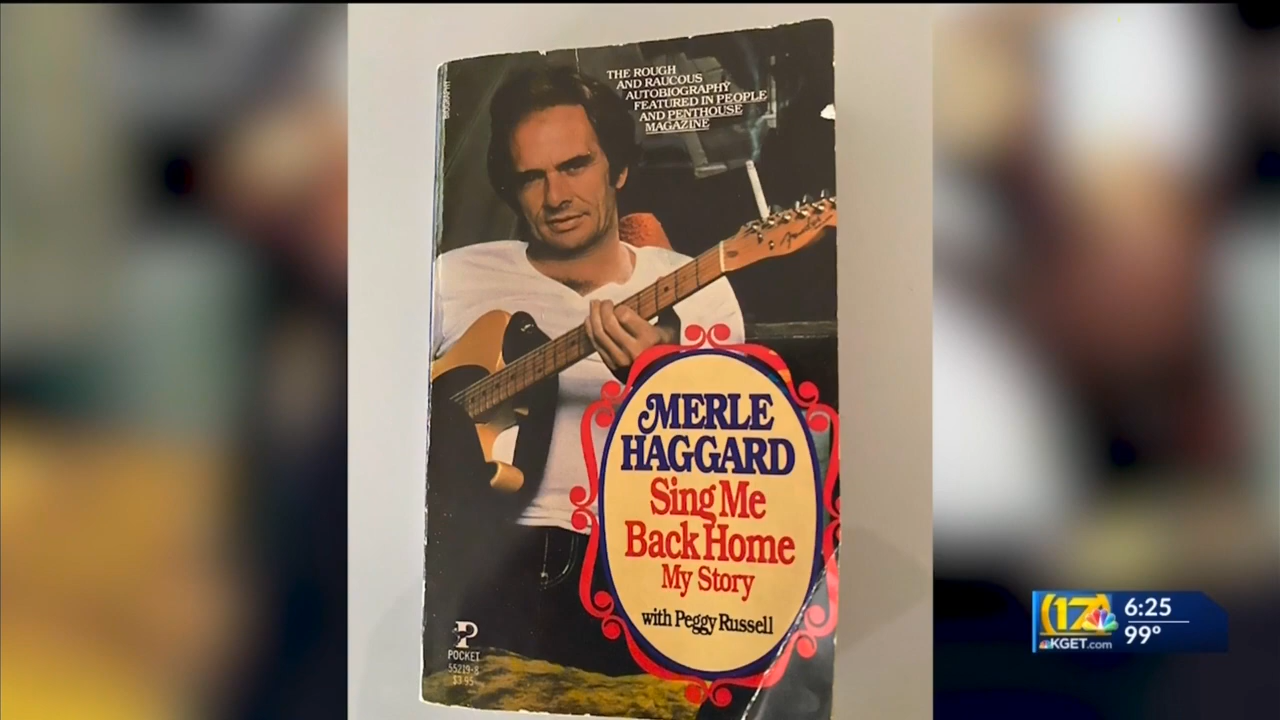 BIOGRAPHY
THE ROUGH
AND RAUCOUS
AUTOBIOGRAPHY
FEATURED IN PEOPLE
AND PENTHOUSE
MAGAZINE
MERLE
HAGGARD
Sing Me
Back Home
My Story
with Peggy Russell
P
POCKET
55219-8
$3.95
17
KGET.com
6:25
99°